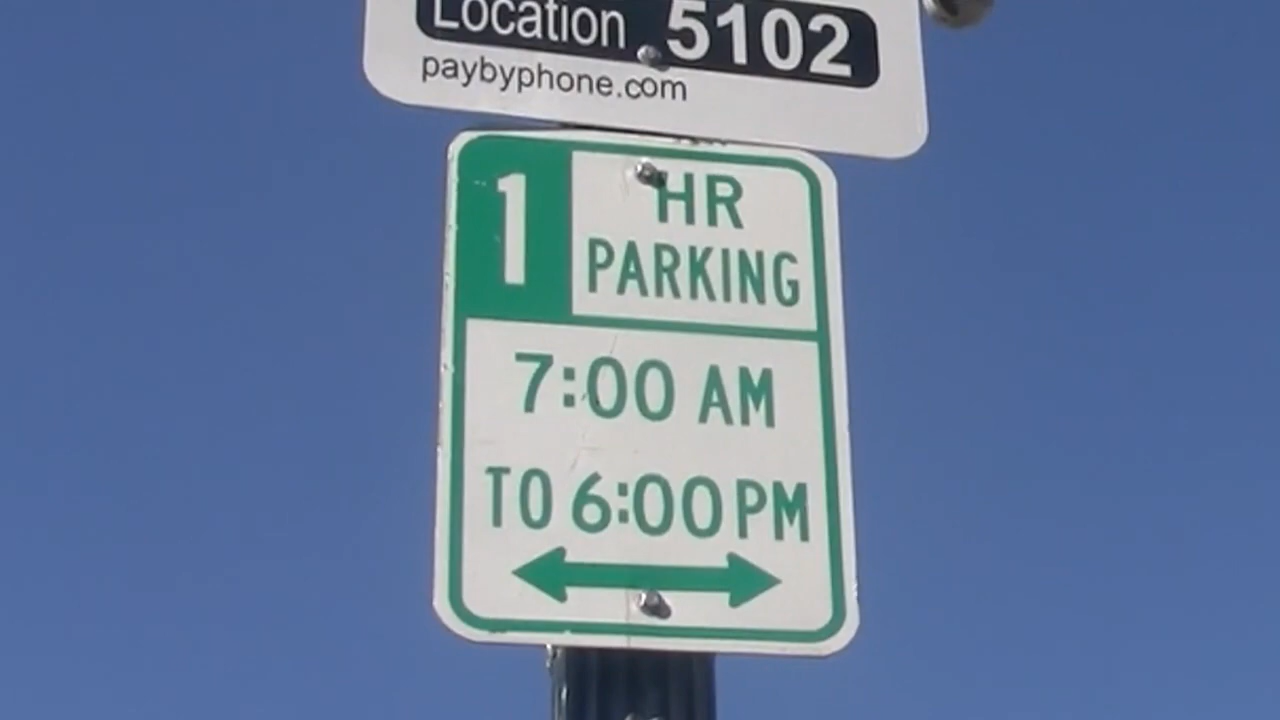 Location 5102
paybyphone.com
1 HR
PARKING
7:00 AM
TO 6:00 PM